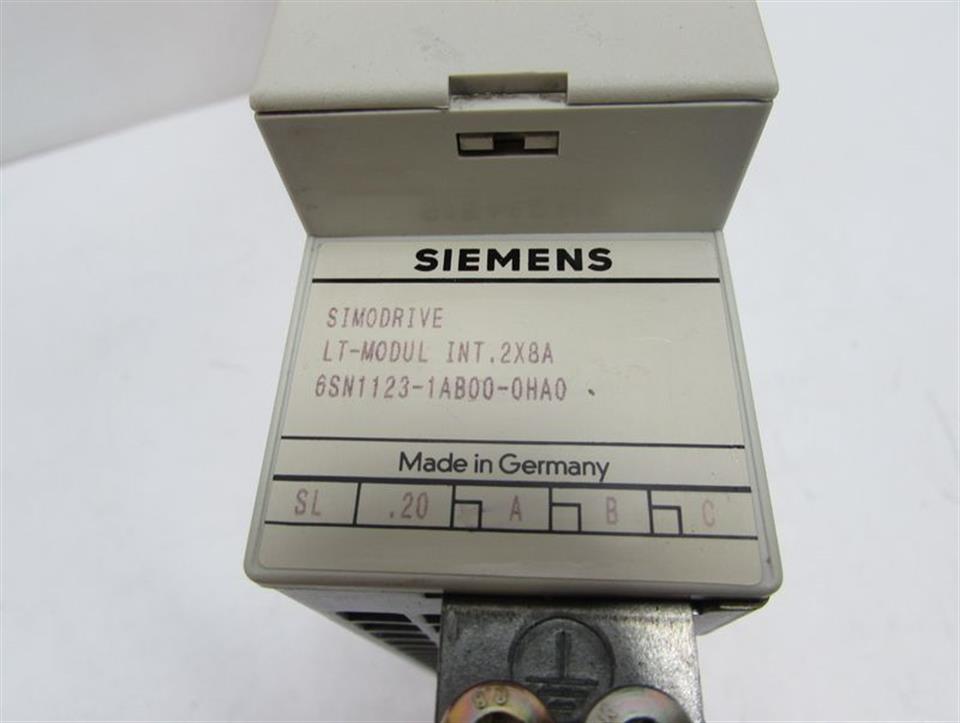 SIEMENS
SIMODRIVE
LT-MODUL INT.2X8A
6SN1123-1AB00-0HA0
Made in Germany
SL .20 A B C